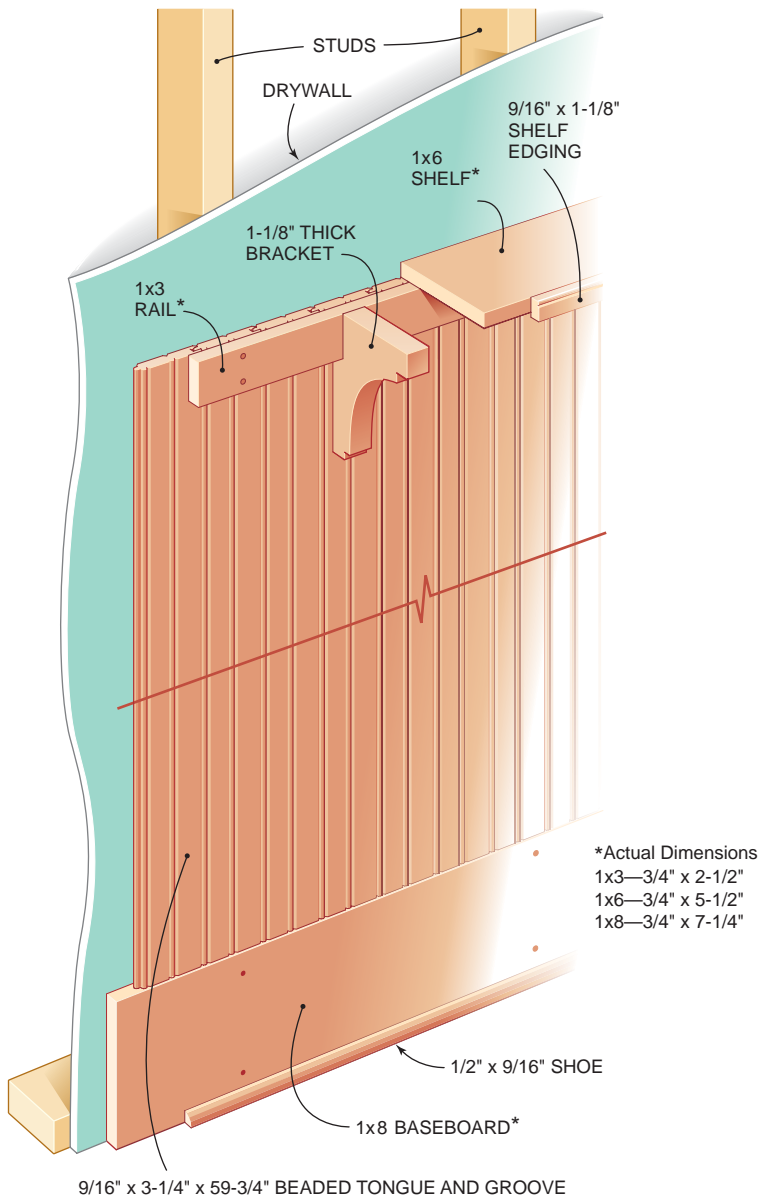 STUDS
DRYWALL
9/16" x 1-1/8"
SHELF
EDGING
1x6
SHELF*
1-1/8" THICK
BRACKET
1x3
RAIL*
*Actual Dimensions
1x3—3/4" x 2-1/2"
1x6—3/4" x 5-1/2"
1x8—3/4" x 7-1/4"
1/2" x 9/16" SHOE
1x8 BASEBOARD*
9/16" x 3-1/4" x 59-3/4" BEADED TONGUE AND GROOVE